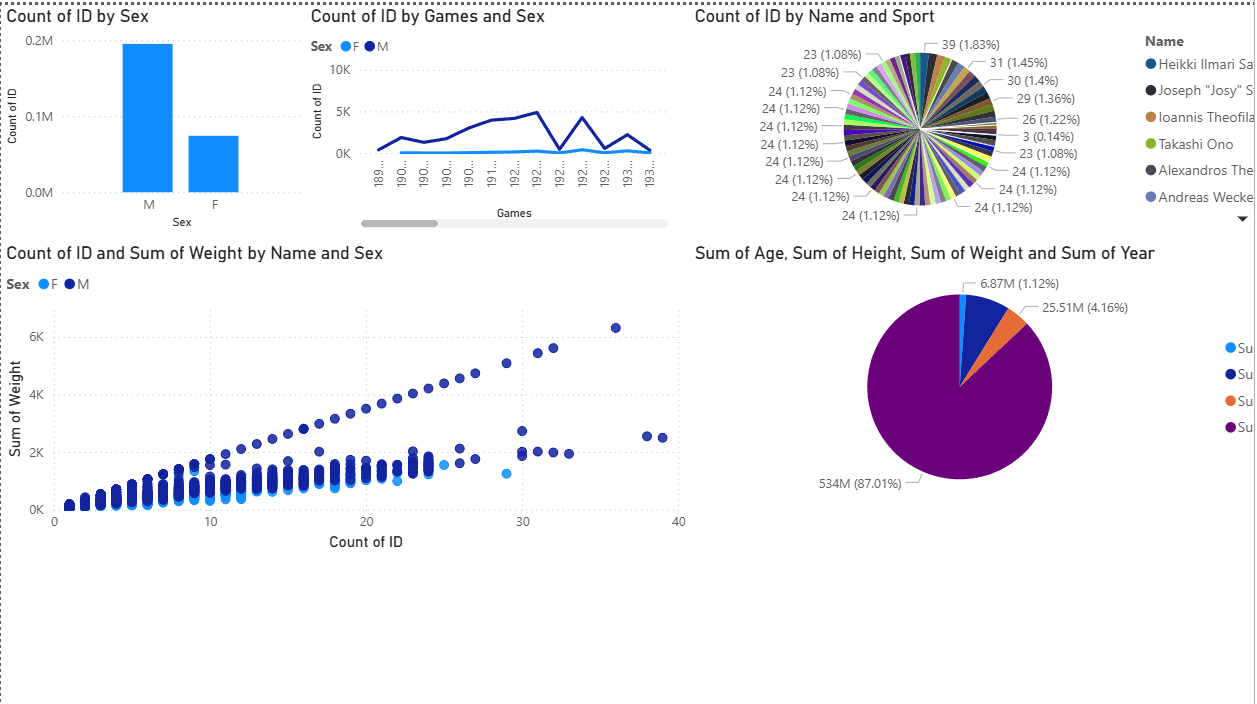 Count of ID by Sex
0.2M
0.1M
0.0M
Count of ID
M
F
Sex
Count of ID by Games and Sex
Sex F M
10K
5K
0K
Count of ID
189...
190...
190...
190...
190...
191...
192...
192...
192...
192...
192...
193...
193...
Games
Count of ID by Name and Sport
39 (1.83%)
31 (1.45%)
30 (1.4%)
29 (1.36%)
26 (1.22%)
3 (0.14%)
23 (1.08%)
24 (1.12%)
24 (1.12%)
24 (1.12%)
24 (1.12%)
24 (1.12%)
24 (1.12%)
24 (1.12%)
24 (1.12%)
24 (1.12%)
24 (1.12%)
24 (1.12%)
23 (1.08%)
23 (1.08%)
Name
Heikki Ilmari Sa
Joseph "Josy" S
Ioannis Theofila
Takashi Ono
Alexandros The
Andreas Wecke
Count of ID and Sum of Weight by Name and Sex
Sex F M
6K
4K
2K
0K
Sum of Weight
0
10
20
30
40
Count of ID
Sum of Age, Sum of Height, Sum of Weight and Sum of Year
6.87M (1.12%)
25.51M (4.16%)
534M (87.01%)
Su
Su
Su
Su